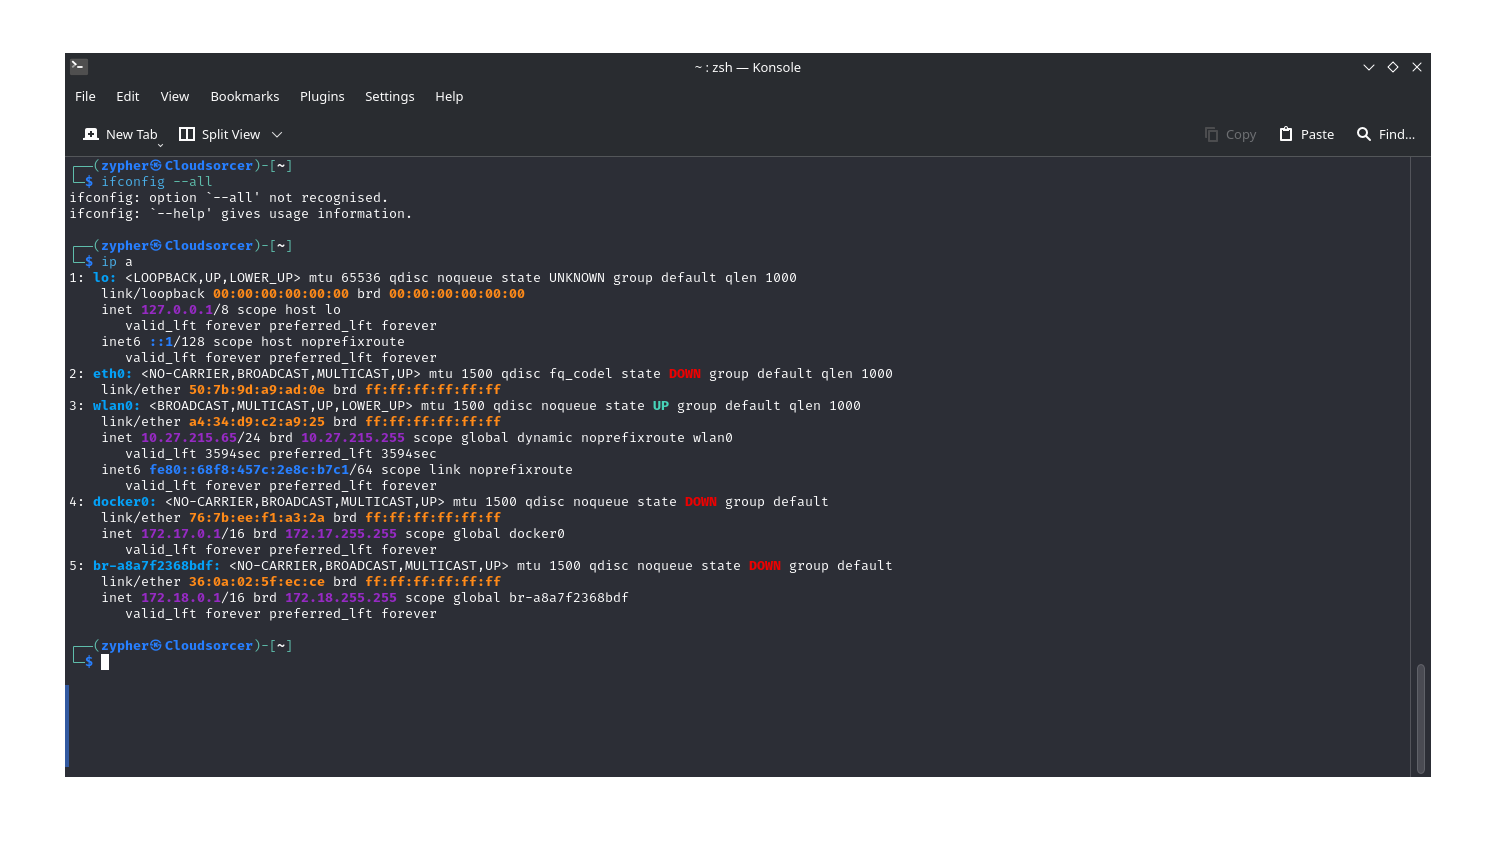 ~ : zsh — Konsole
File Edit View Bookmarks Plugins Settings Help
New Tab Split View Copy Paste Find...
┌──(zypher㉿Cloudsorcer)-[~]
└─$ ifconfig --all
ifconfig: option `--all' not recognised.
ifconfig: `--help' gives usage information.
┌──(zypher㉿Cloudsorcer)-[~]
└─$ ip a
1: lo: <LOOPBACK,UP,LOWER_UP> mtu 65536 qdisc noqueue state UNKNOWN group default qlen 1000
    link/loopback 00:00:00:00:00:00 brd 00:00:00:00:00:00
    inet 127.0.0.1/8 scope host lo
       valid_lft forever preferred_lft forever
    inet6 ::1/128 scope host noprefixroute
       valid_lft forever preferred_lft forever
2: eth0: <NO-CARRIER,BROADCAST,MULTICAST,UP> mtu 1500 qdisc fq_codel state DOWN group default qlen 1000
    link/ether 50:7b:9d:a9:ad:0e brd ff:ff:ff:ff:ff:ff
3: wlan0: <BROADCAST,MULTICAST,UP,LOWER_UP> mtu 1500 qdisc noqueue state UP group default qlen 1000
    link/ether a4:34:d9:c2:a9:25 brd ff:ff:ff:ff:ff:ff
    inet 10.27.215.65/24 brd 10.27.215.255 scope global dynamic noprefixroute wlan0
       valid_lft 3594sec preferred_lft 3594sec
    inet6 fe80::68f8:457c:2e8c:b7c1/64 scope link noprefixroute
       valid_lft forever preferred_lft forever
4: docker0: <NO-CARRIER,BROADCAST,MULTICAST,UP> mtu 1500 qdisc noqueue state DOWN group default
    link/ether 76:7b:ee:f1:a3:2a brd ff:ff:ff:ff:ff:ff
    inet 172.17.0.1/16 brd 172.17.255.255 scope global docker0
       valid_lft forever preferred_lft forever
5: br-a8a7f2368bdf: <NO-CARRIER,BROADCAST,MULTICAST,UP> mtu 1500 qdisc noqueue state DOWN group default
    link/ether 36:0a:02:5f:ec:ce brd ff:ff:ff:ff:ff:ff
    inet 172.18.0.1/16 brd 172.18.255.255 scope global br-a8a7f2368bdf
       valid_lft forever preferred_lft forever
┌──(zypher㉿Cloudsorcer)-[~]
└─$